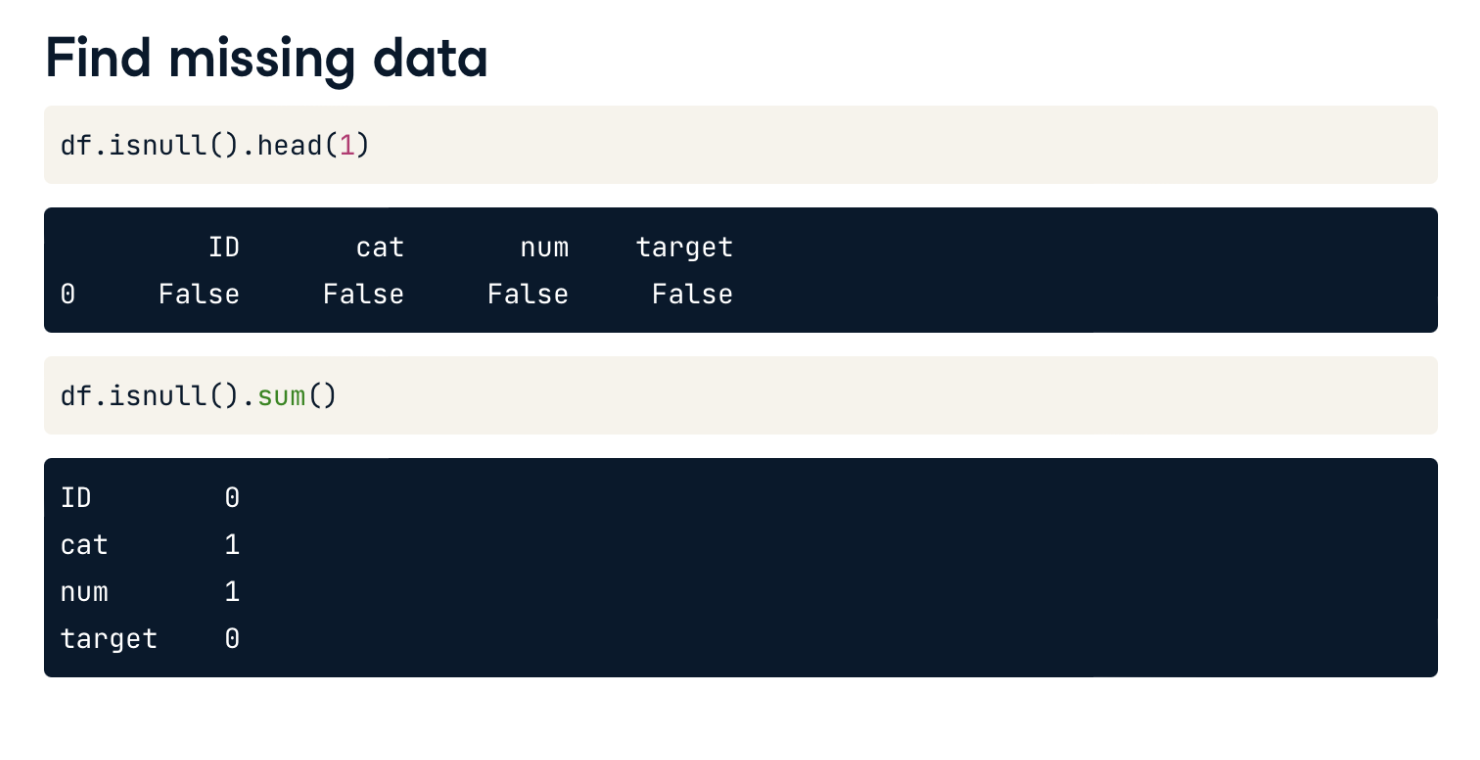 Find missing data
df.isnull().head(1)
ID cat num target
0 False False False False
df.isnull().sum()
ID 0
cat 1
num 1
target 0